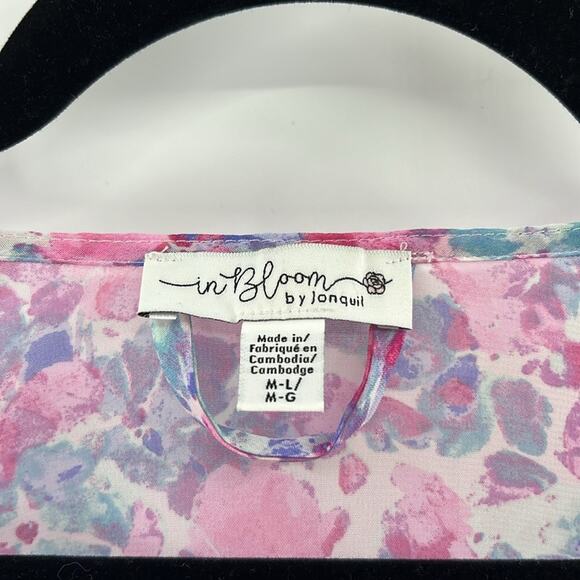 in Bloom
by Jonquil
Made in/
Fabriqué en
Cambodia/
Cambodge
M-L/
M-G